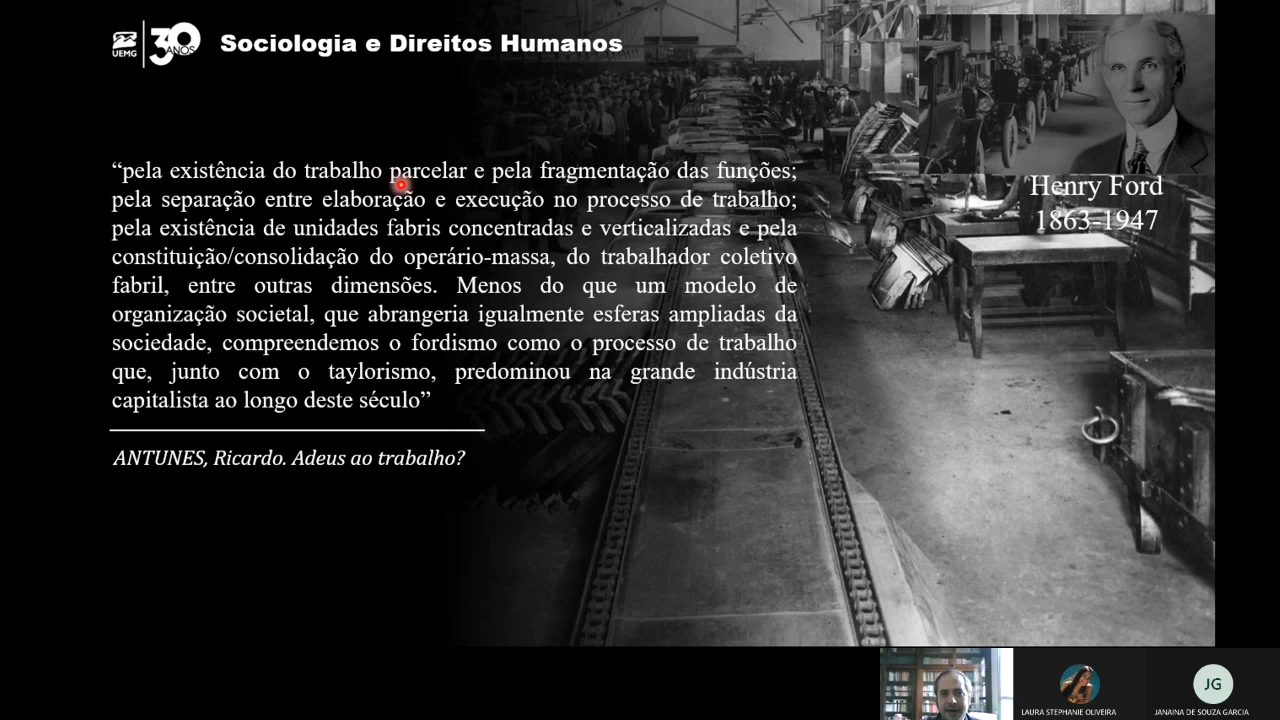 UEMG
30
ANOS
Sociologia e Direitos Humanos
“pela existência do trabalho parcelar e pela fragmentação das funções;
pela separação entre elaboração e execução no processo de trabalho;
pela existência de unidades fabris concentradas e verticalizadas e pela
constituição/consolidação do operário-massa, do trabalhador coletivo
fabril, entre outras dimensões. Menos do que um modelo de
organização societal, que abrangeria igualmente esferas ampliadas da
sociedade, compreendemos o fordismo como o processo de trabalho
que, junto com o taylorismo, predominou na grande indústria
capitalista ao longo deste século”
ANTUNES, Ricardo. Adeus ao trabalho?
Henry Ford
1863-1947
LAURA STEPHANIE OLIVEIRA
JG
JANAINA DE SOUZA GARCIA